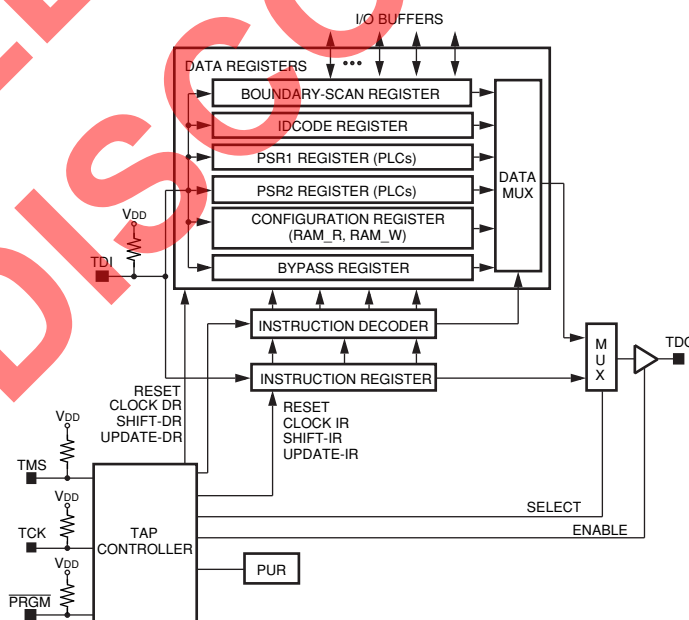 I/O BUFFERS
DATA REGISTERS
BOUNDARY-SCAN REGISTER
IDCODE REGISTER
PSR1 REGISTER (PLCs)
PSR2 REGISTER (PLCs)
CONFIGURATION REGISTER
(RAM_R, RAM_W)
BYPASS REGISTER
DATA
MUX
VDD
TDI
INSTRUCTION DECODER
INSTRUCTION REGISTER
M
U
X
TDO
RESET
CLOCK DR
SHIFT-DR
UPDATE-DR
RESET
CLOCK IR
SHIFT-IR
UPDATE-IR
VDD
TMS
VDD
TCK
VDD
PRGM
TAP
CONTROLLER
SELECT
ENABLE
PUR
DISCO